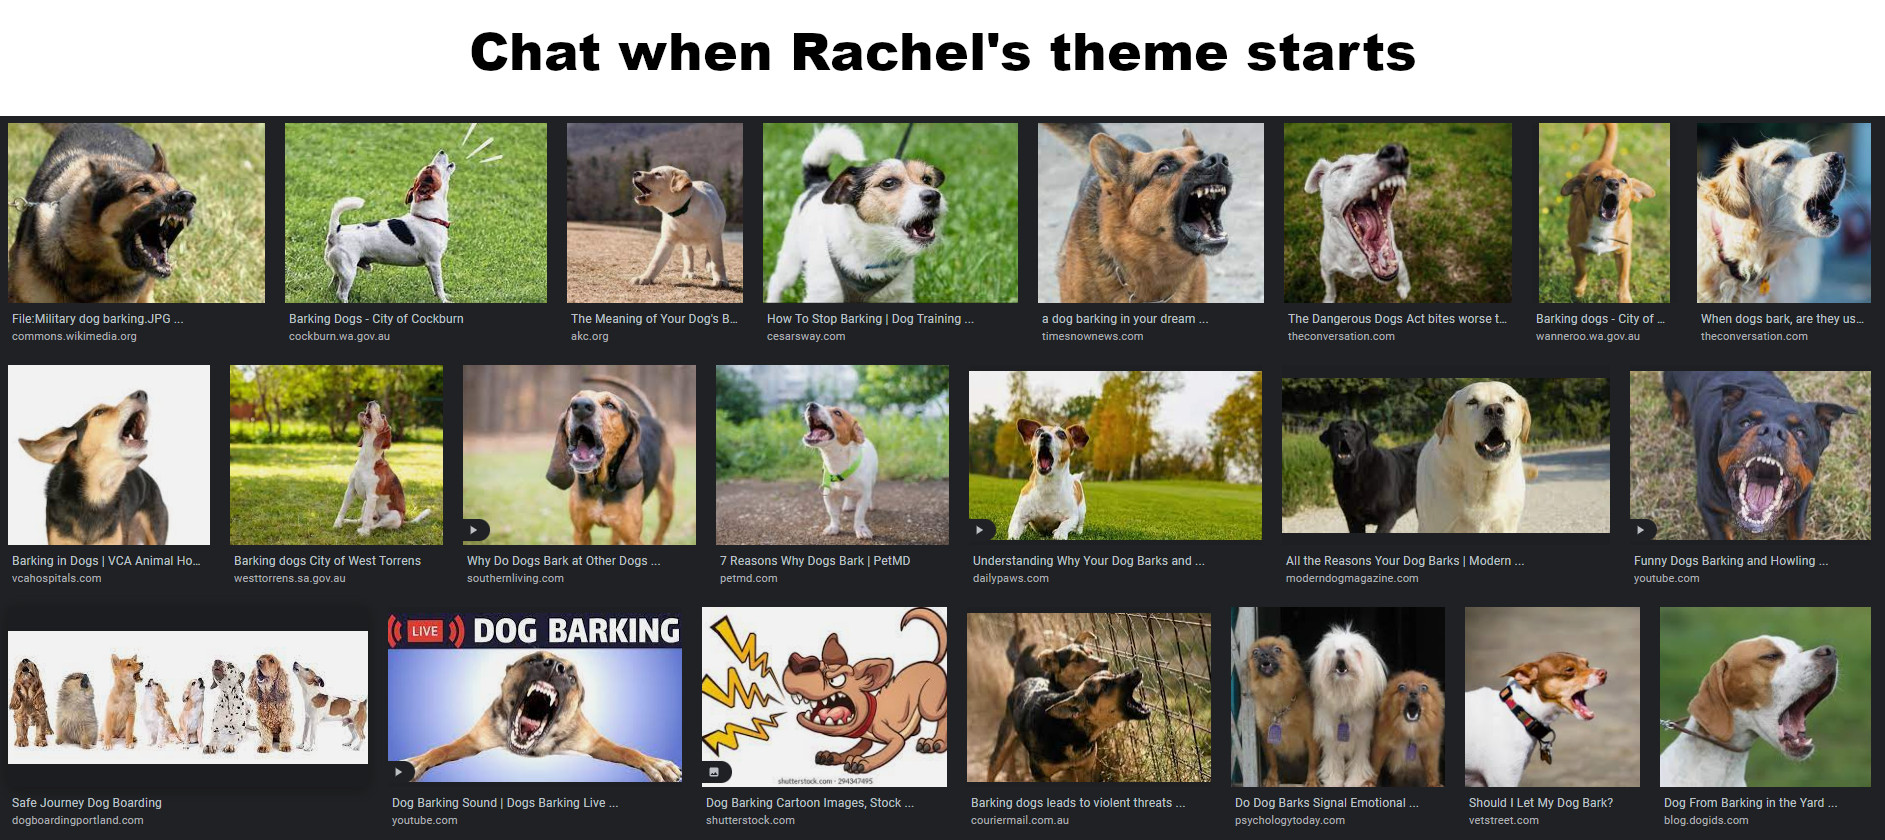 Chat when Rachel's theme starts
File:Military dog barking.JPG ...
commons.wikimedia.org
Barking Dogs - City of Cockburn
cockburn.wa.gov.au
The Meaning of Your Dog's B...
akc.org
How To Stop Barking | Dog Training ...
cesarsway.com
a dog barking in your dream ...
timesnownews.com
The Dangerous Dogs Act bites worse t...
theconversation.com
Barking dogs - City of ...
wanneroo.wa.gov.au
When dogs bark, are they us...
theconversation.com
Barking in Dogs | VCA Animal Ho...
vcahospitals.com
Barking dogs City of West Torrens
westtorrens.sa.gov.au
Why Do Dogs Bark at Other Dogs ...
southernliving.com
7 Reasons Why Dogs Bark | PetMD
petmd.com
Understanding Why Your Dog Barks and ...
dailypaws.com
All the Reasons Your Dog Barks | Modern ...
moderndogmagazine.com
Funny Dogs Barking and Howling ...
youtube.com
Safe Journey Dog Boarding
dogboardingportland.com
LIVE DOG BARKING
Dog Barking Sound | Dogs Barking Live ...
youtube.com
shutterstock.com · 294347495
Dog Barking Cartoon Images, Stock ...
shutterstock.com
Barking dogs leads to violent threats ...
couriermail.com.au
Do Dog Barks Signal Emotional ...
psychologytoday.com
Should I Let My Dog Bark?
vetstreet.com
Dog From Barking in the Yard ...
blog.dogids.com